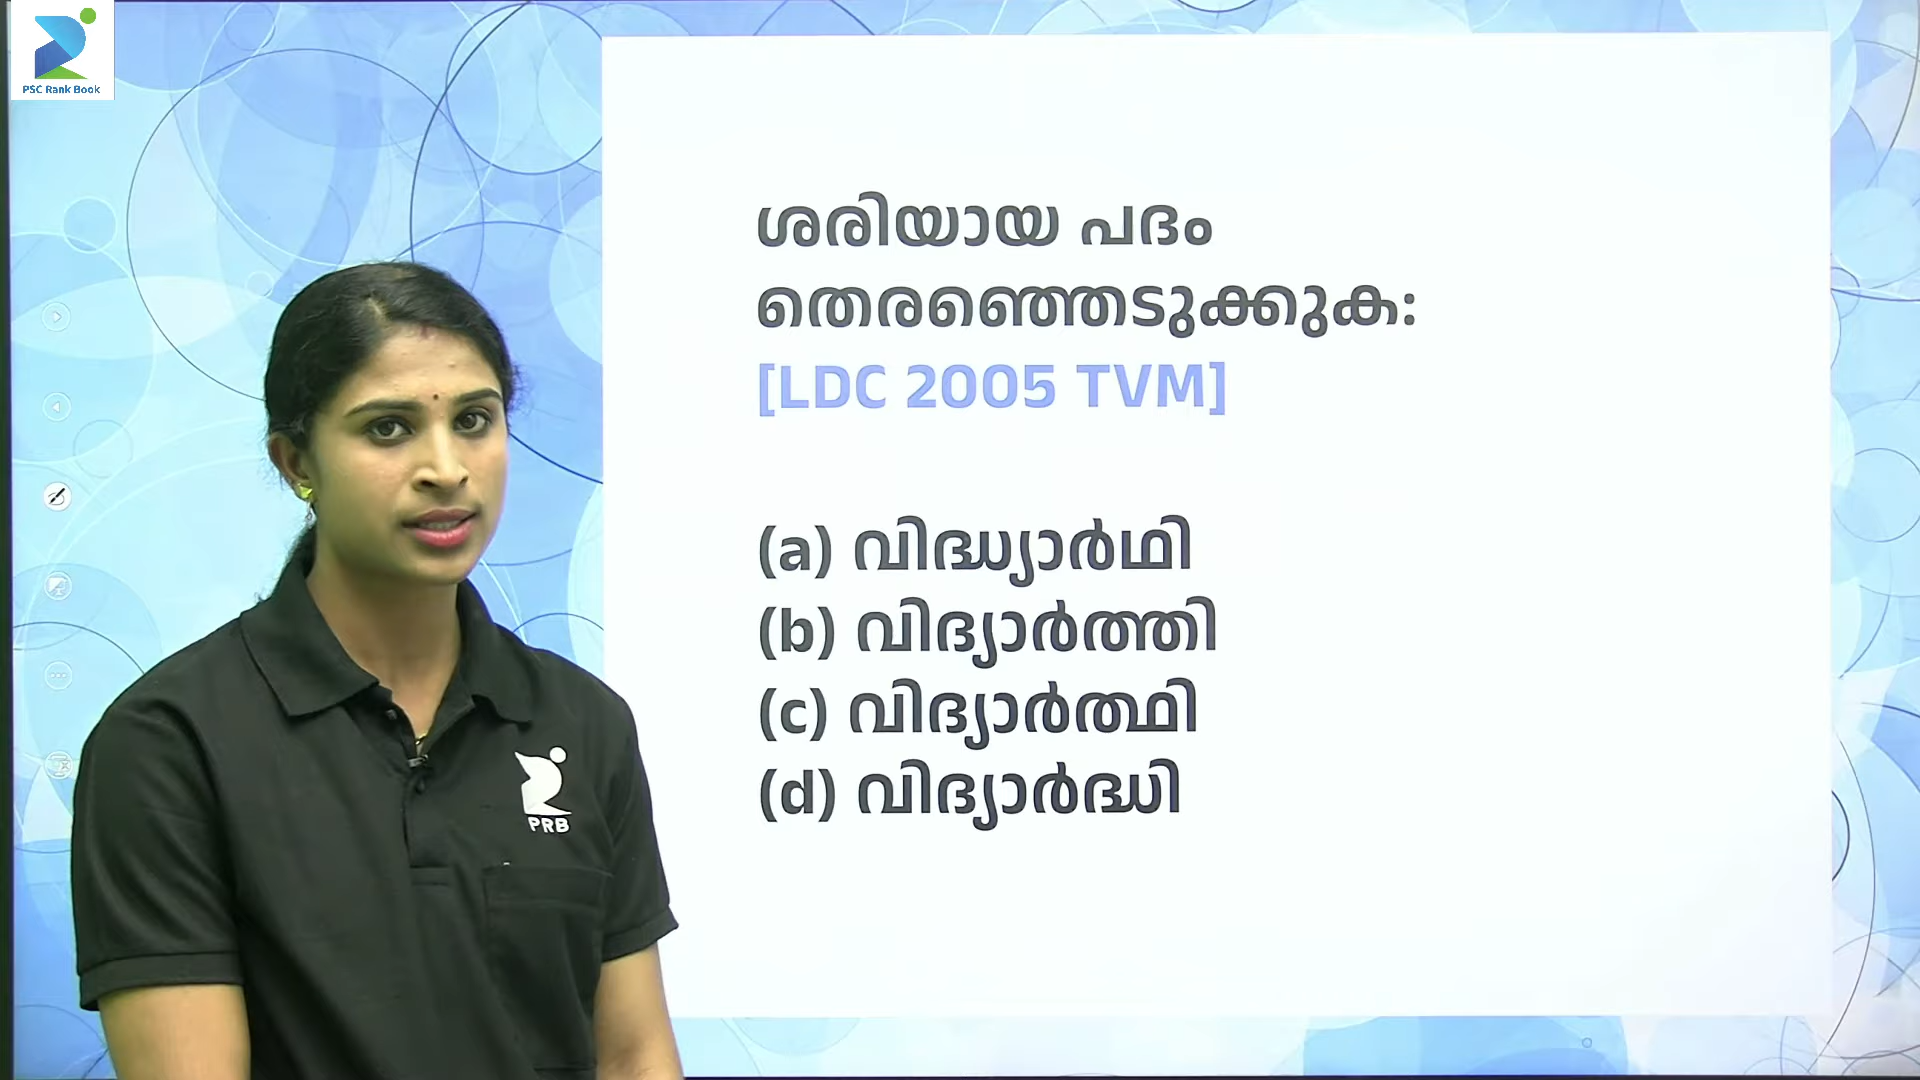 PSC Rank Book
ശരിയായ പദം
തെരഞ്ഞെടുക്കുക:
[LDC 2005 TVM]
(a) വിദ്ധ്യാർഥി
(b) വിദ്യാർത്തി
(c) വിദ്യാർത്ഥി
(d) വിദ്യാർദ്ധി
PRB